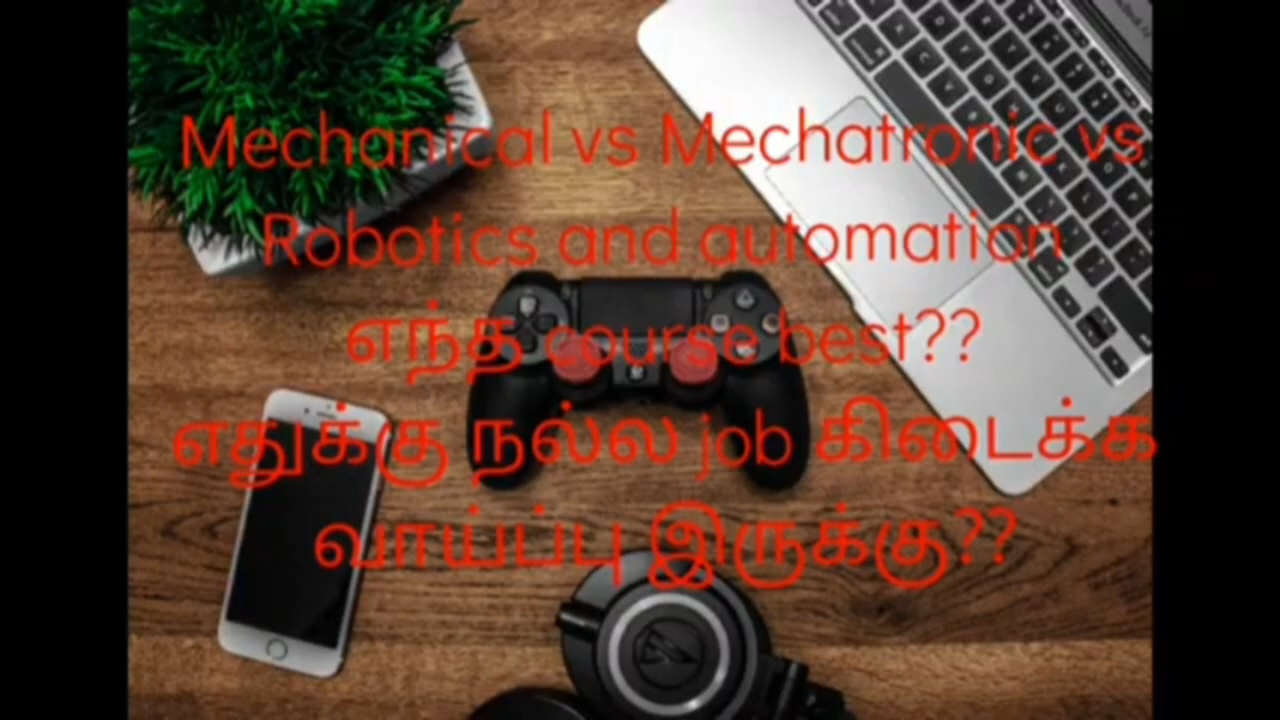 Mechanical vs Mechatronic vs
Robotics and automation
எந்த course best??
எதுக்கு நல்ல job கிடைக்க
வாய்ப்பு இருக்கு??